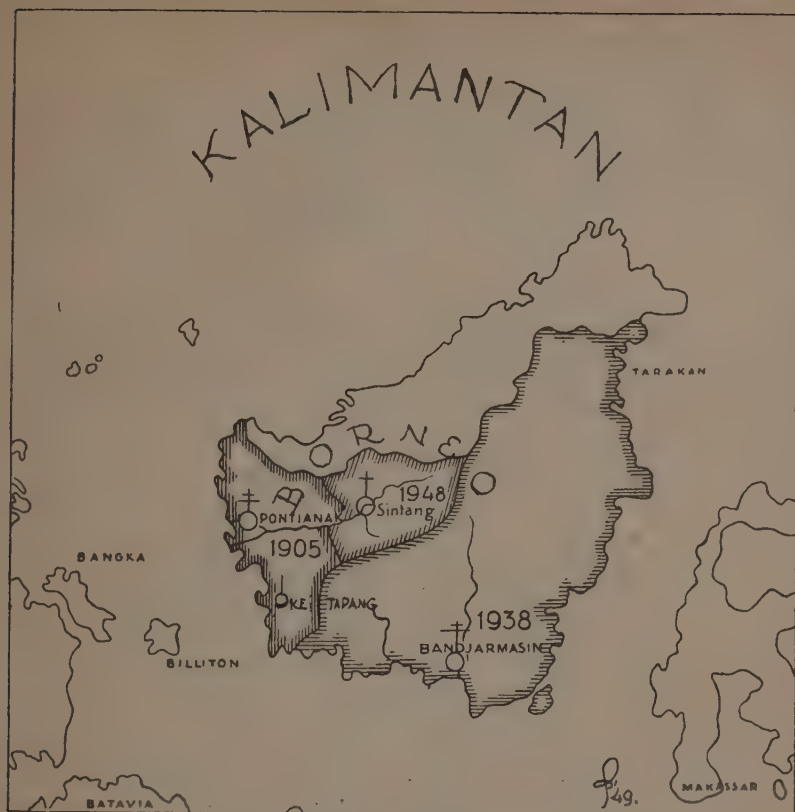 KALIMANTAN
TARAKAN
BORNEO
1948
Sintang
PONTIANAK
1905
BANGKA
KETAPANG
1938
BANDJARMASIN
BILLITON
'49.
MAKASSAR
BATAVIA